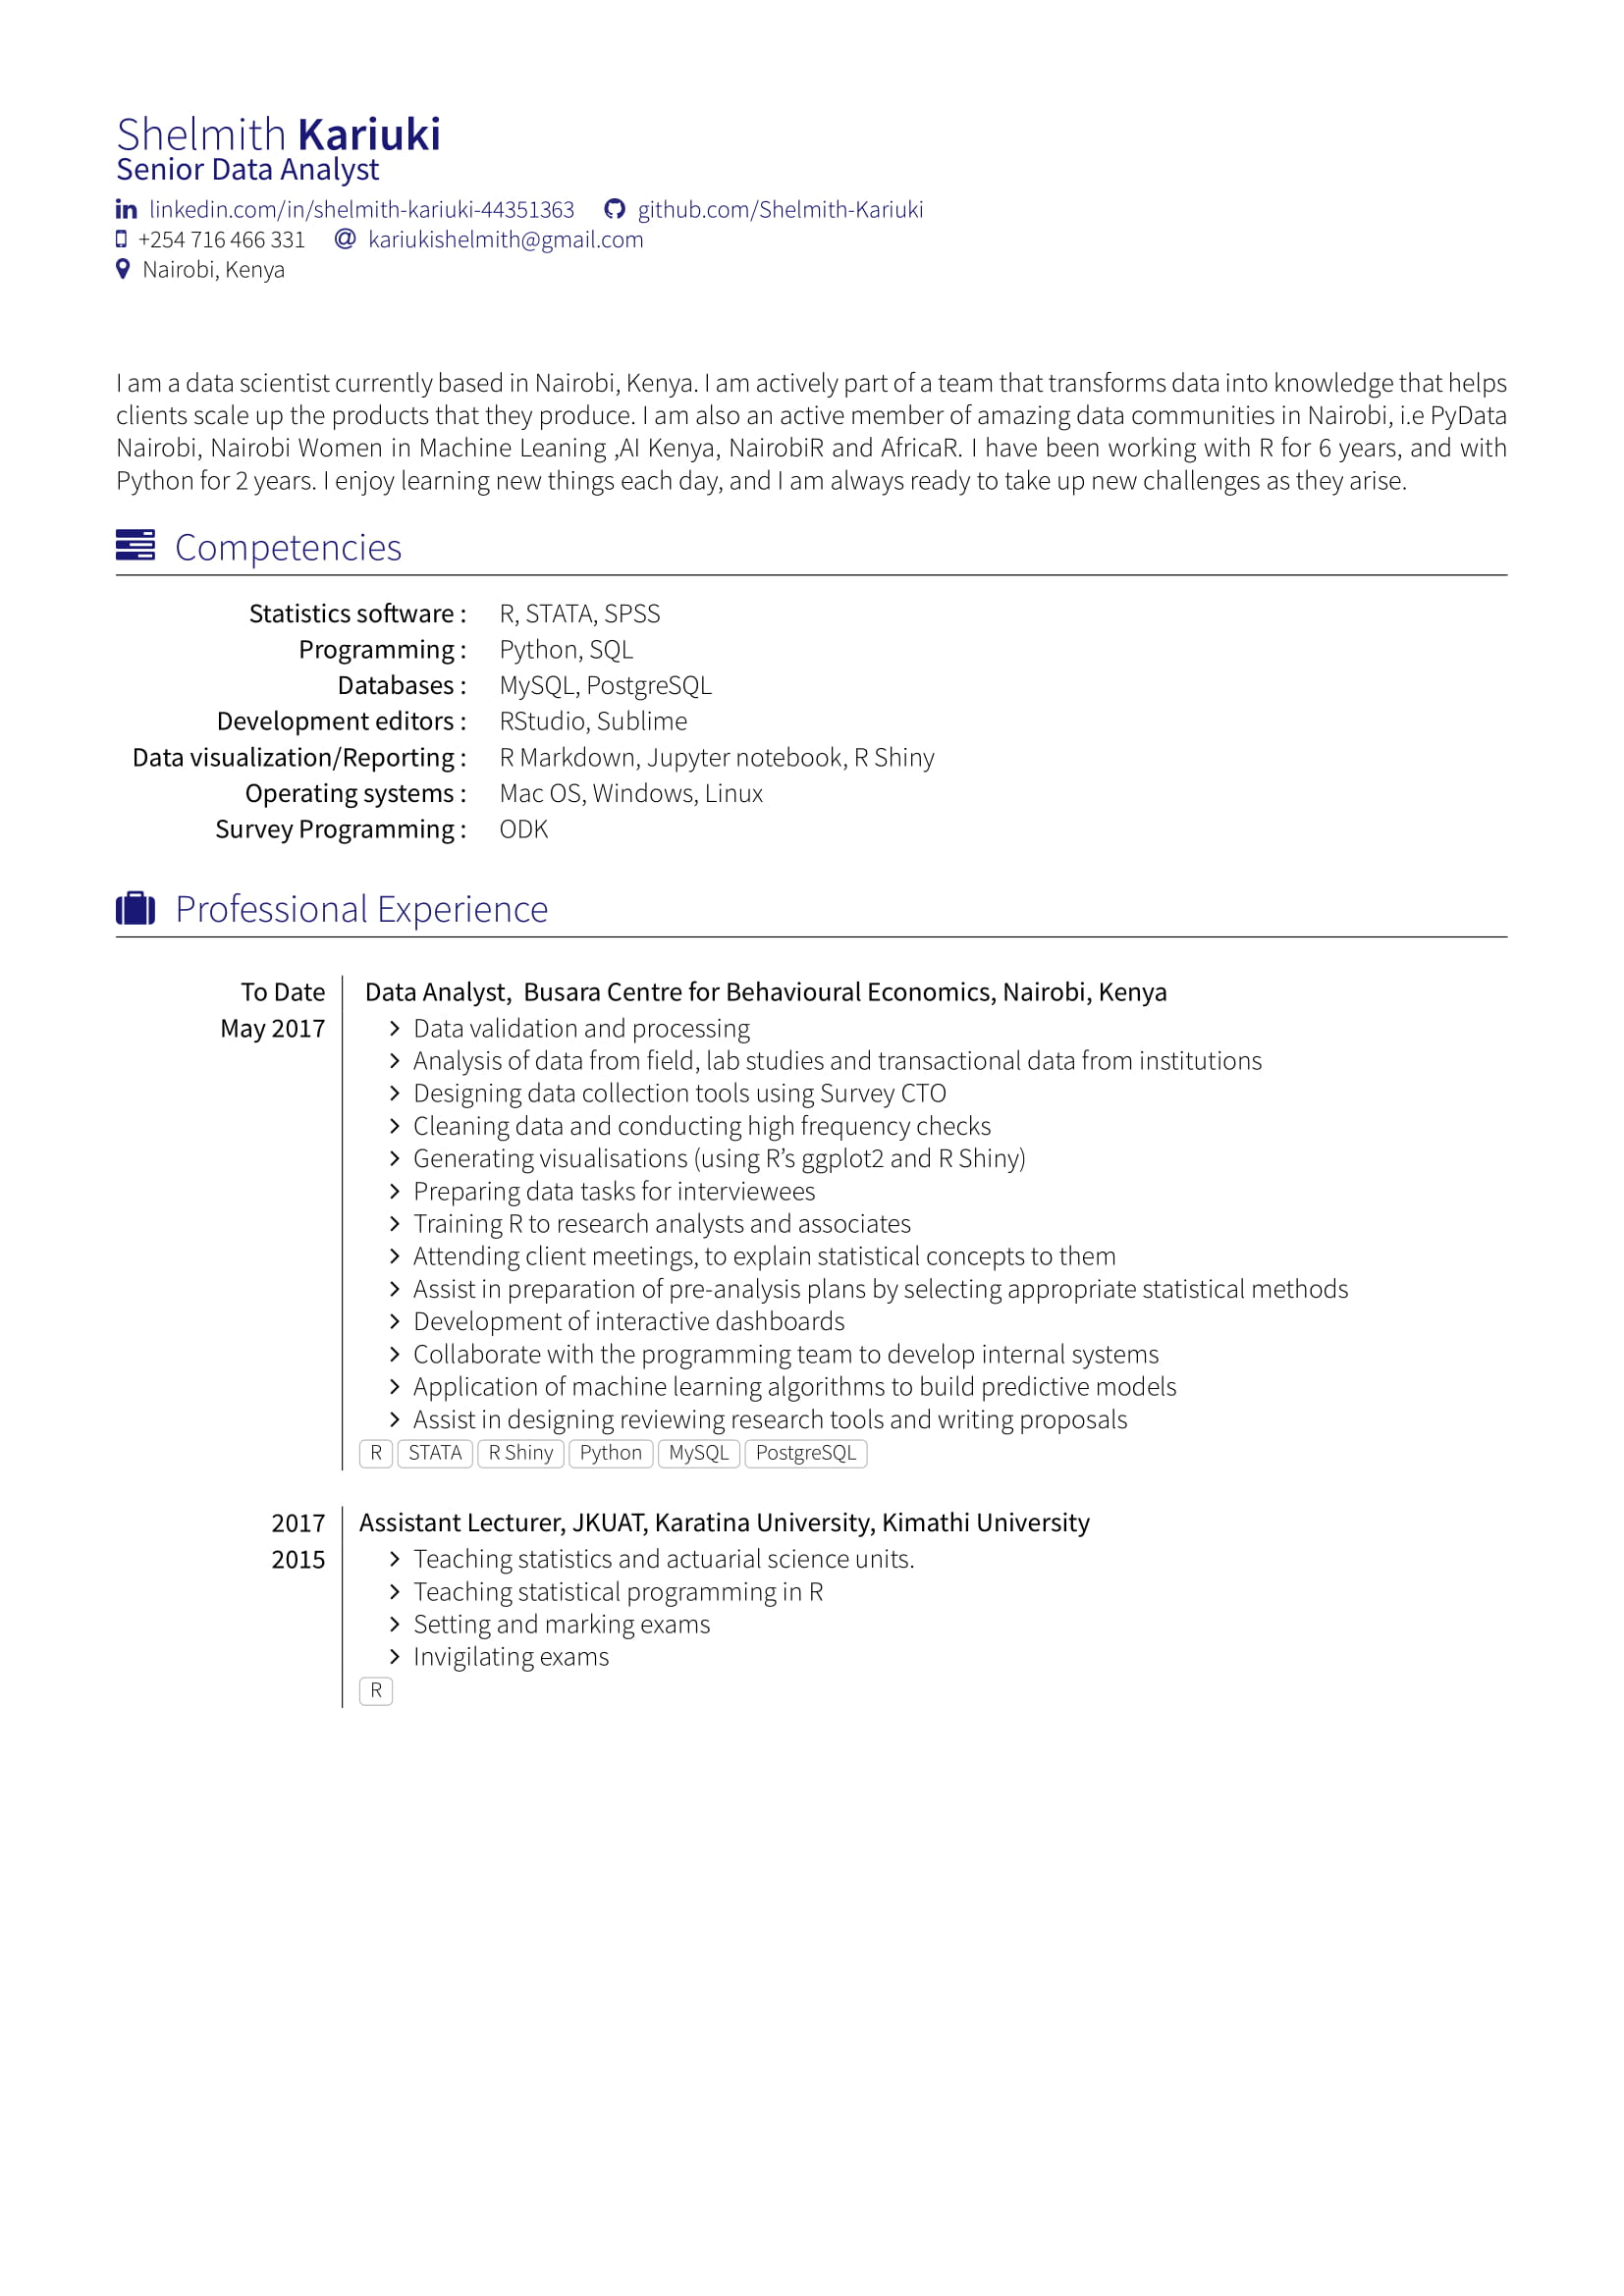 Shelmith Kariuki
Senior Data Analyst
linkedin.com/in/shelmith-kariuki-44351363 github.com/Shelmith-Kariuki
+254 716 466 331 @ kariukishelmith@gmail.com
Nairobi, Kenya
I am a data scientist currently based in Nairobi, Kenya. I am actively part of a team that transforms data into knowledge that helps
clients scale up the products that they produce. I am also an active member of amazing data communities in Nairobi, i.e PyData
Nairobi, Nairobi Women in Machine Leaning ,AI Kenya, NairobiR and AfricaR. I have been working with R for 6 years, and with
Python for 2 years. I enjoy learning new things each day, and I am always ready to take up new challenges as they arise.
Competencies
Statistics software : R, STATA, SPSS
Programming : Python, SQL
Databases : MySQL, PostgreSQL
Development editors : RStudio, Sublime
Data visualization/Reporting : R Markdown, Jupyter notebook, R Shiny
Operating systems : Mac OS, Windows, Linux
Survey Programming : ODK
Professional Experience
To Date Data Analyst, Busara Centre for Behavioural Economics, Nairobi, Kenya
May 2017 > Data validation and processing
> Analysis of data from field, lab studies and transactional data from institutions
> Designing data collection tools using Survey CTO
> Cleaning data and conducting high frequency checks
> Generating visualisations (using R's ggplot2 and R Shiny)
> Preparing data tasks for interviewees
> Training R to research analysts and associates
> Attending client meetings, to explain statistical concepts to them
> Assist in preparation of pre-analysis plans by selecting appropriate statistical methods
> Development of interactive dashboards
> Collaborate with the programming team to develop internal systems
> Application of machine learning algorithms to build predictive models
> Assist in designing reviewing research tools and writing proposals
R STATA R Shiny Python MySQL PostgreSQL
2017 Assistant Lecturer, JKUAT, Karatina University, Kimathi University
2015 > Teaching statistics and actuarial science units.
> Teaching statistical programming in R
> Setting and marking exams
> Invigilating exams
R